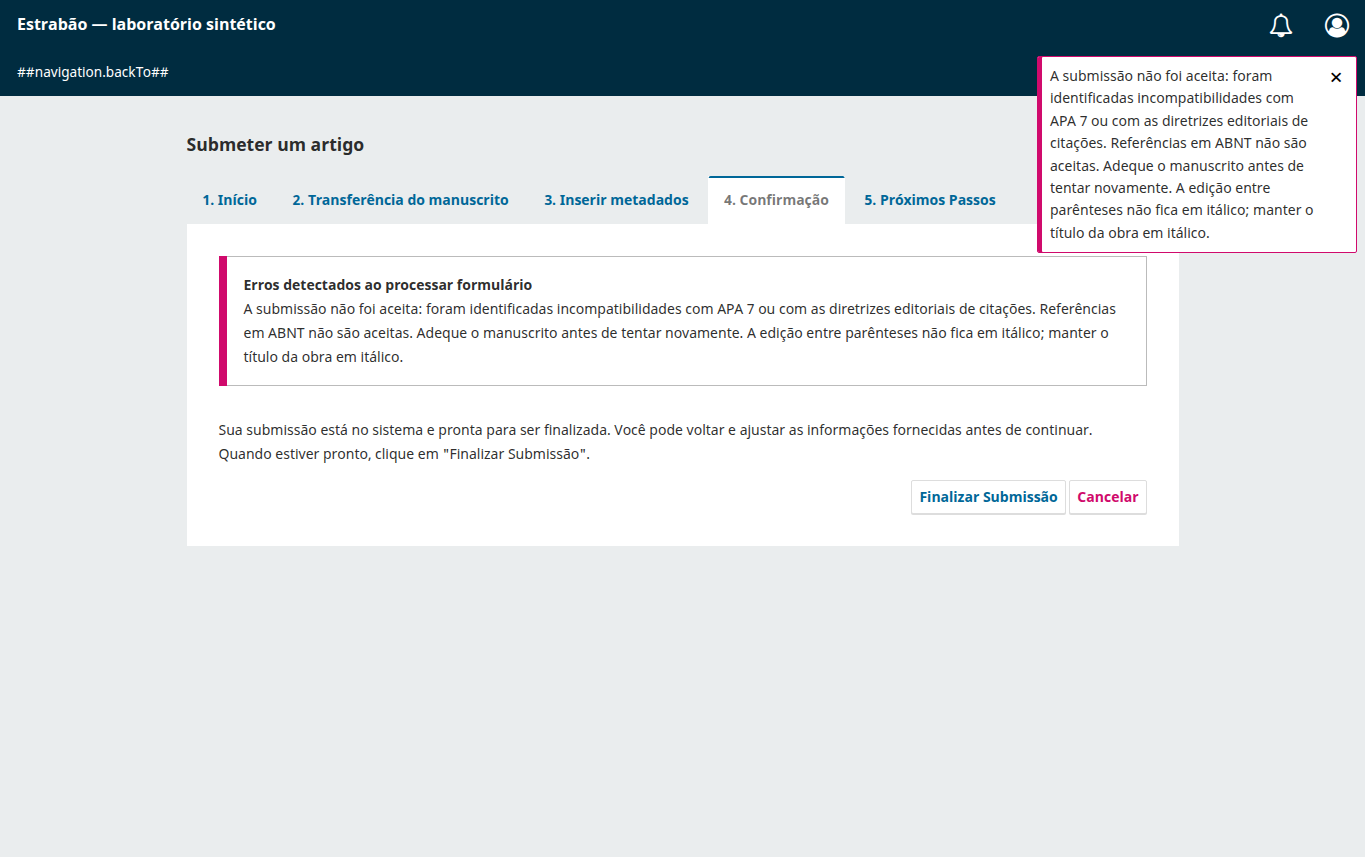 Estrabão — laboratório sintético
##navigation.backTo##
A submissão não foi aceita: foram
identificadas incompatibilidades com
APA 7 ou com as diretrizes editoriais de
citações. Referências em ABNT não são
aceitas. Adeque o manuscrito antes de
tentar novamente. A edição entre
parênteses não fica em itálico; manter o
título da obra em itálico.
Submeter um artigo
1. Início 2. Transferência do manuscrito 3. Inserir metadados 4. Confirmação 5. Próximos Passos
Erros detectados ao processar formulário
A submissão não foi aceita: foram identificadas incompatibilidades com APA 7 ou com as diretrizes editoriais de citações. Referências
em ABNT não são aceitas. Adeque o manuscrito antes de tentar novamente. A edição entre parênteses não fica em itálico; manter o
título da obra em itálico.
Sua submissão está no sistema e pronta para ser finalizada. Você pode voltar e ajustar as informações fornecidas antes de continuar.
Quando estiver pronto, clique em "Finalizar Submissão".
Finalizar Submissão Cancelar